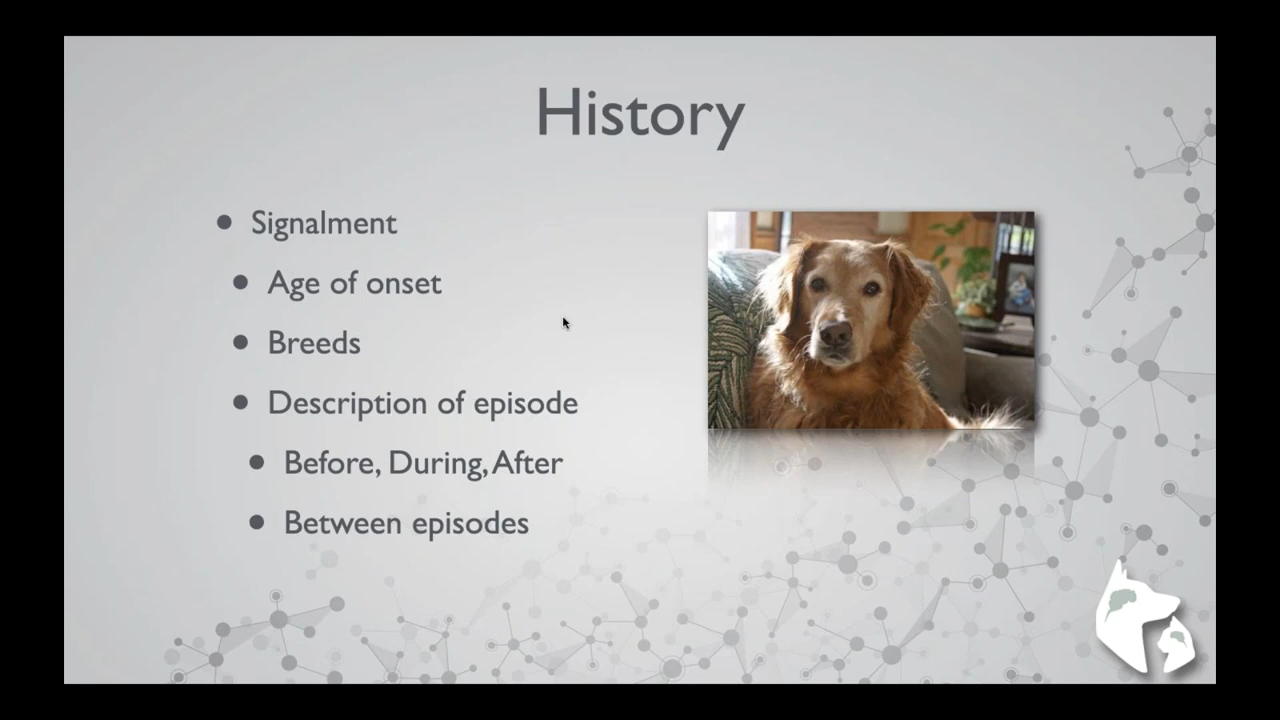 History
Signalment
Age of onset
Breeds
Description of episode
Before, During, After
Between episodes